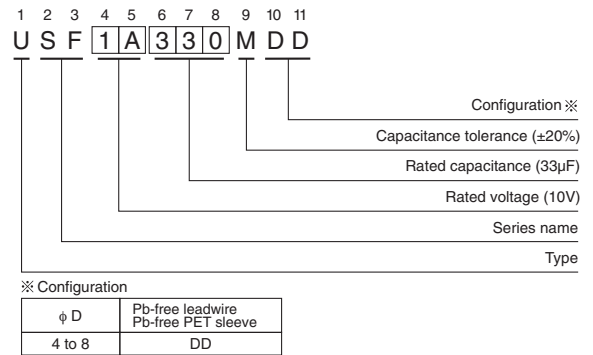 1 2 3 4 5 6 7 8 9 10 11
U S F 1 A 3 3 0 M D D
Configuration ※
Capacitance tolerance (±20%)
Rated capacitance (33µF)
Rated voltage (10V)
Series name
Type
※ Configuration
ϕ D
Pb-free leadwire
Pb-free PET sleeve
4 to 8
DD